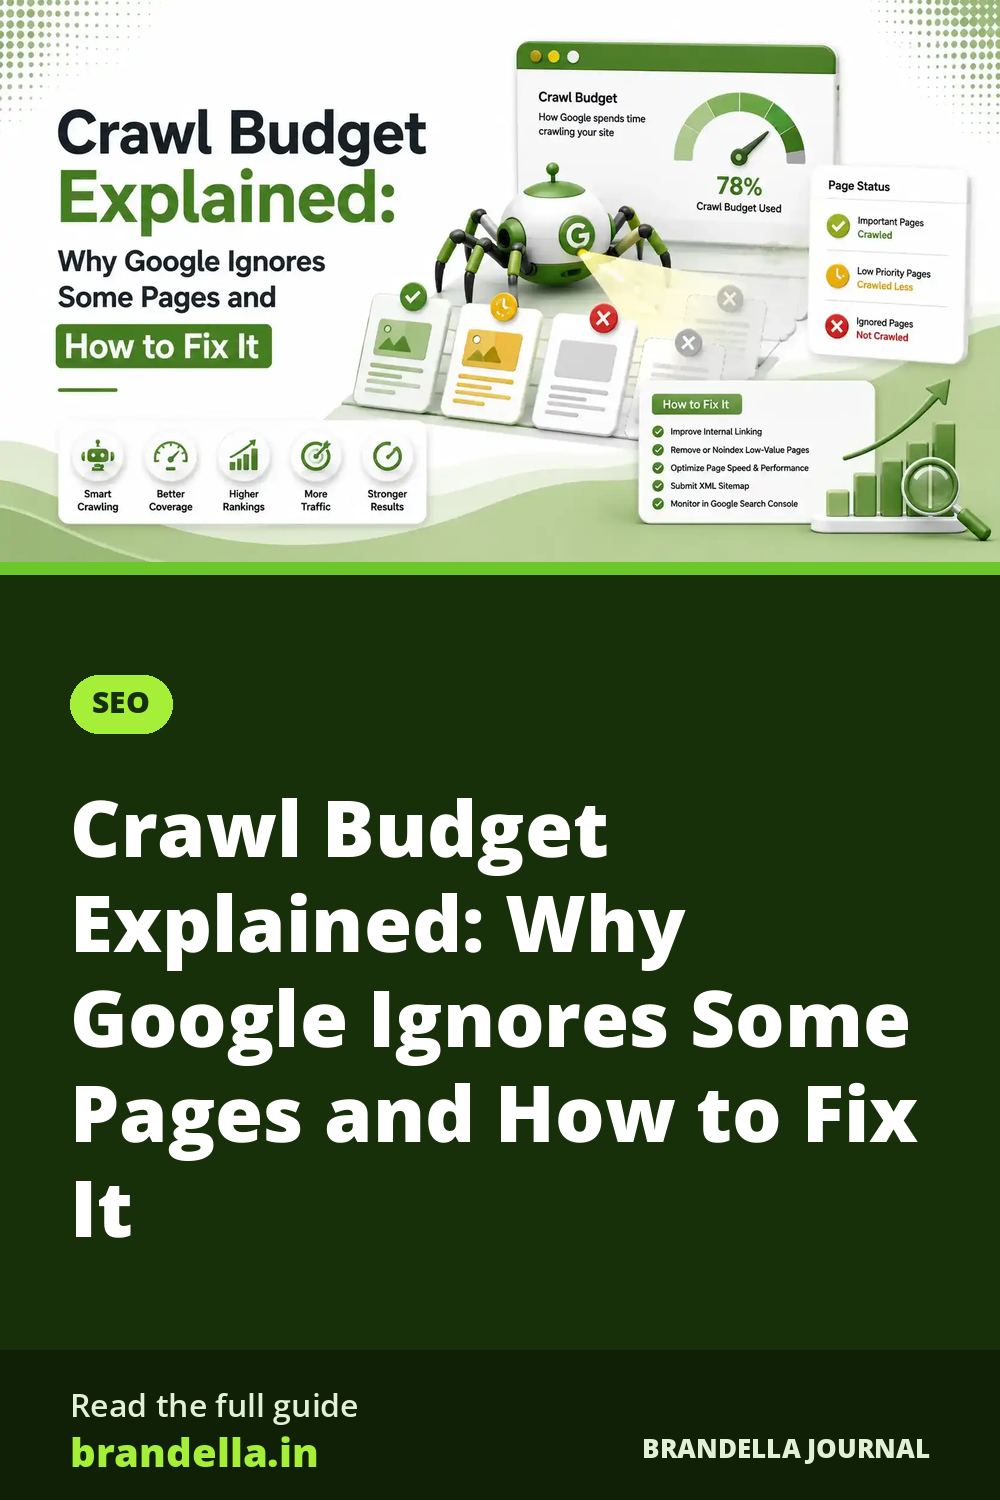 Crawl Budget
Explained:
Why Google Ignores
Some Pages and
How to Fix It
Smart
Crawling
Better
Coverage
Higher
Rankings
More
Traffic
Stronger
Results
Crawl Budget
How Google spends time
crawling your site
78%
Crawl Budget Used
G
Page Status
Important Pages
Crawled
Low Priority Pages
Crawled Less
Ignored Pages
Not Crawled
How to Fix It
Improve Internal Linking
Remove or Noindex Low-Value Pages
Optimize Page Speed & Performance
Submit XML Sitemap
Monitor in Google Search Console
SEO
Crawl Budget
Explained: Why
Google Ignores Some
Pages and How to Fix
It
Read the full guide
brandella.in
BRANDELLA JOURNAL